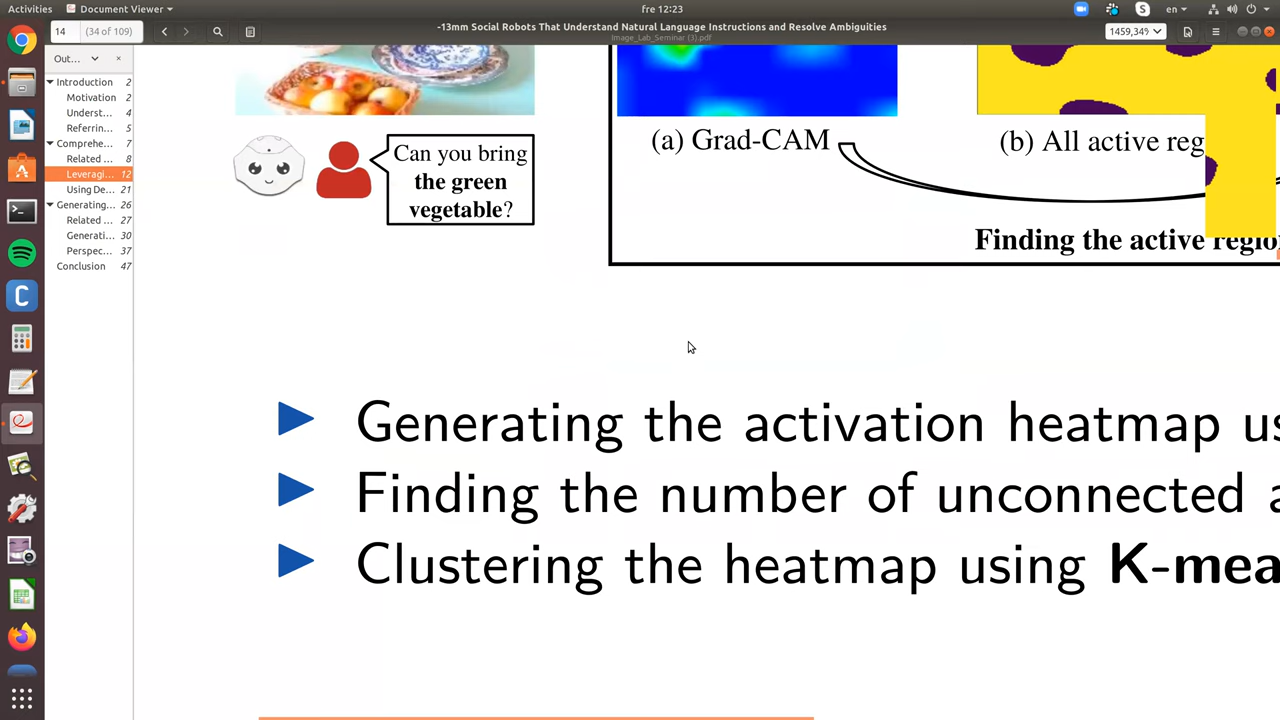 Activities
Document Viewer
fre 12:23
en
14
(34 of 109)
-13mm Social Robots That Understand Natural Language Instructions and Resolve Ambiguities
Image_Lab_Seminar (3).pdf
1459,34%
Out…
Introduction 2
Motivation 2
Underst… 4
Referrin… 5
Comprehe… 7
Related … 8
Leveragi… 12
Using De… 21
Generating… 26
Related … 27
Generati… 30
Perspec… 37
Conclusion 47
Can you bring
the green
vegetable?
(a) Grad-CAM
(b) All active reg
Finding the active regio
Generating the activation heatmap us
Finding the number of unconnected a
Clustering the heatmap using K-mea